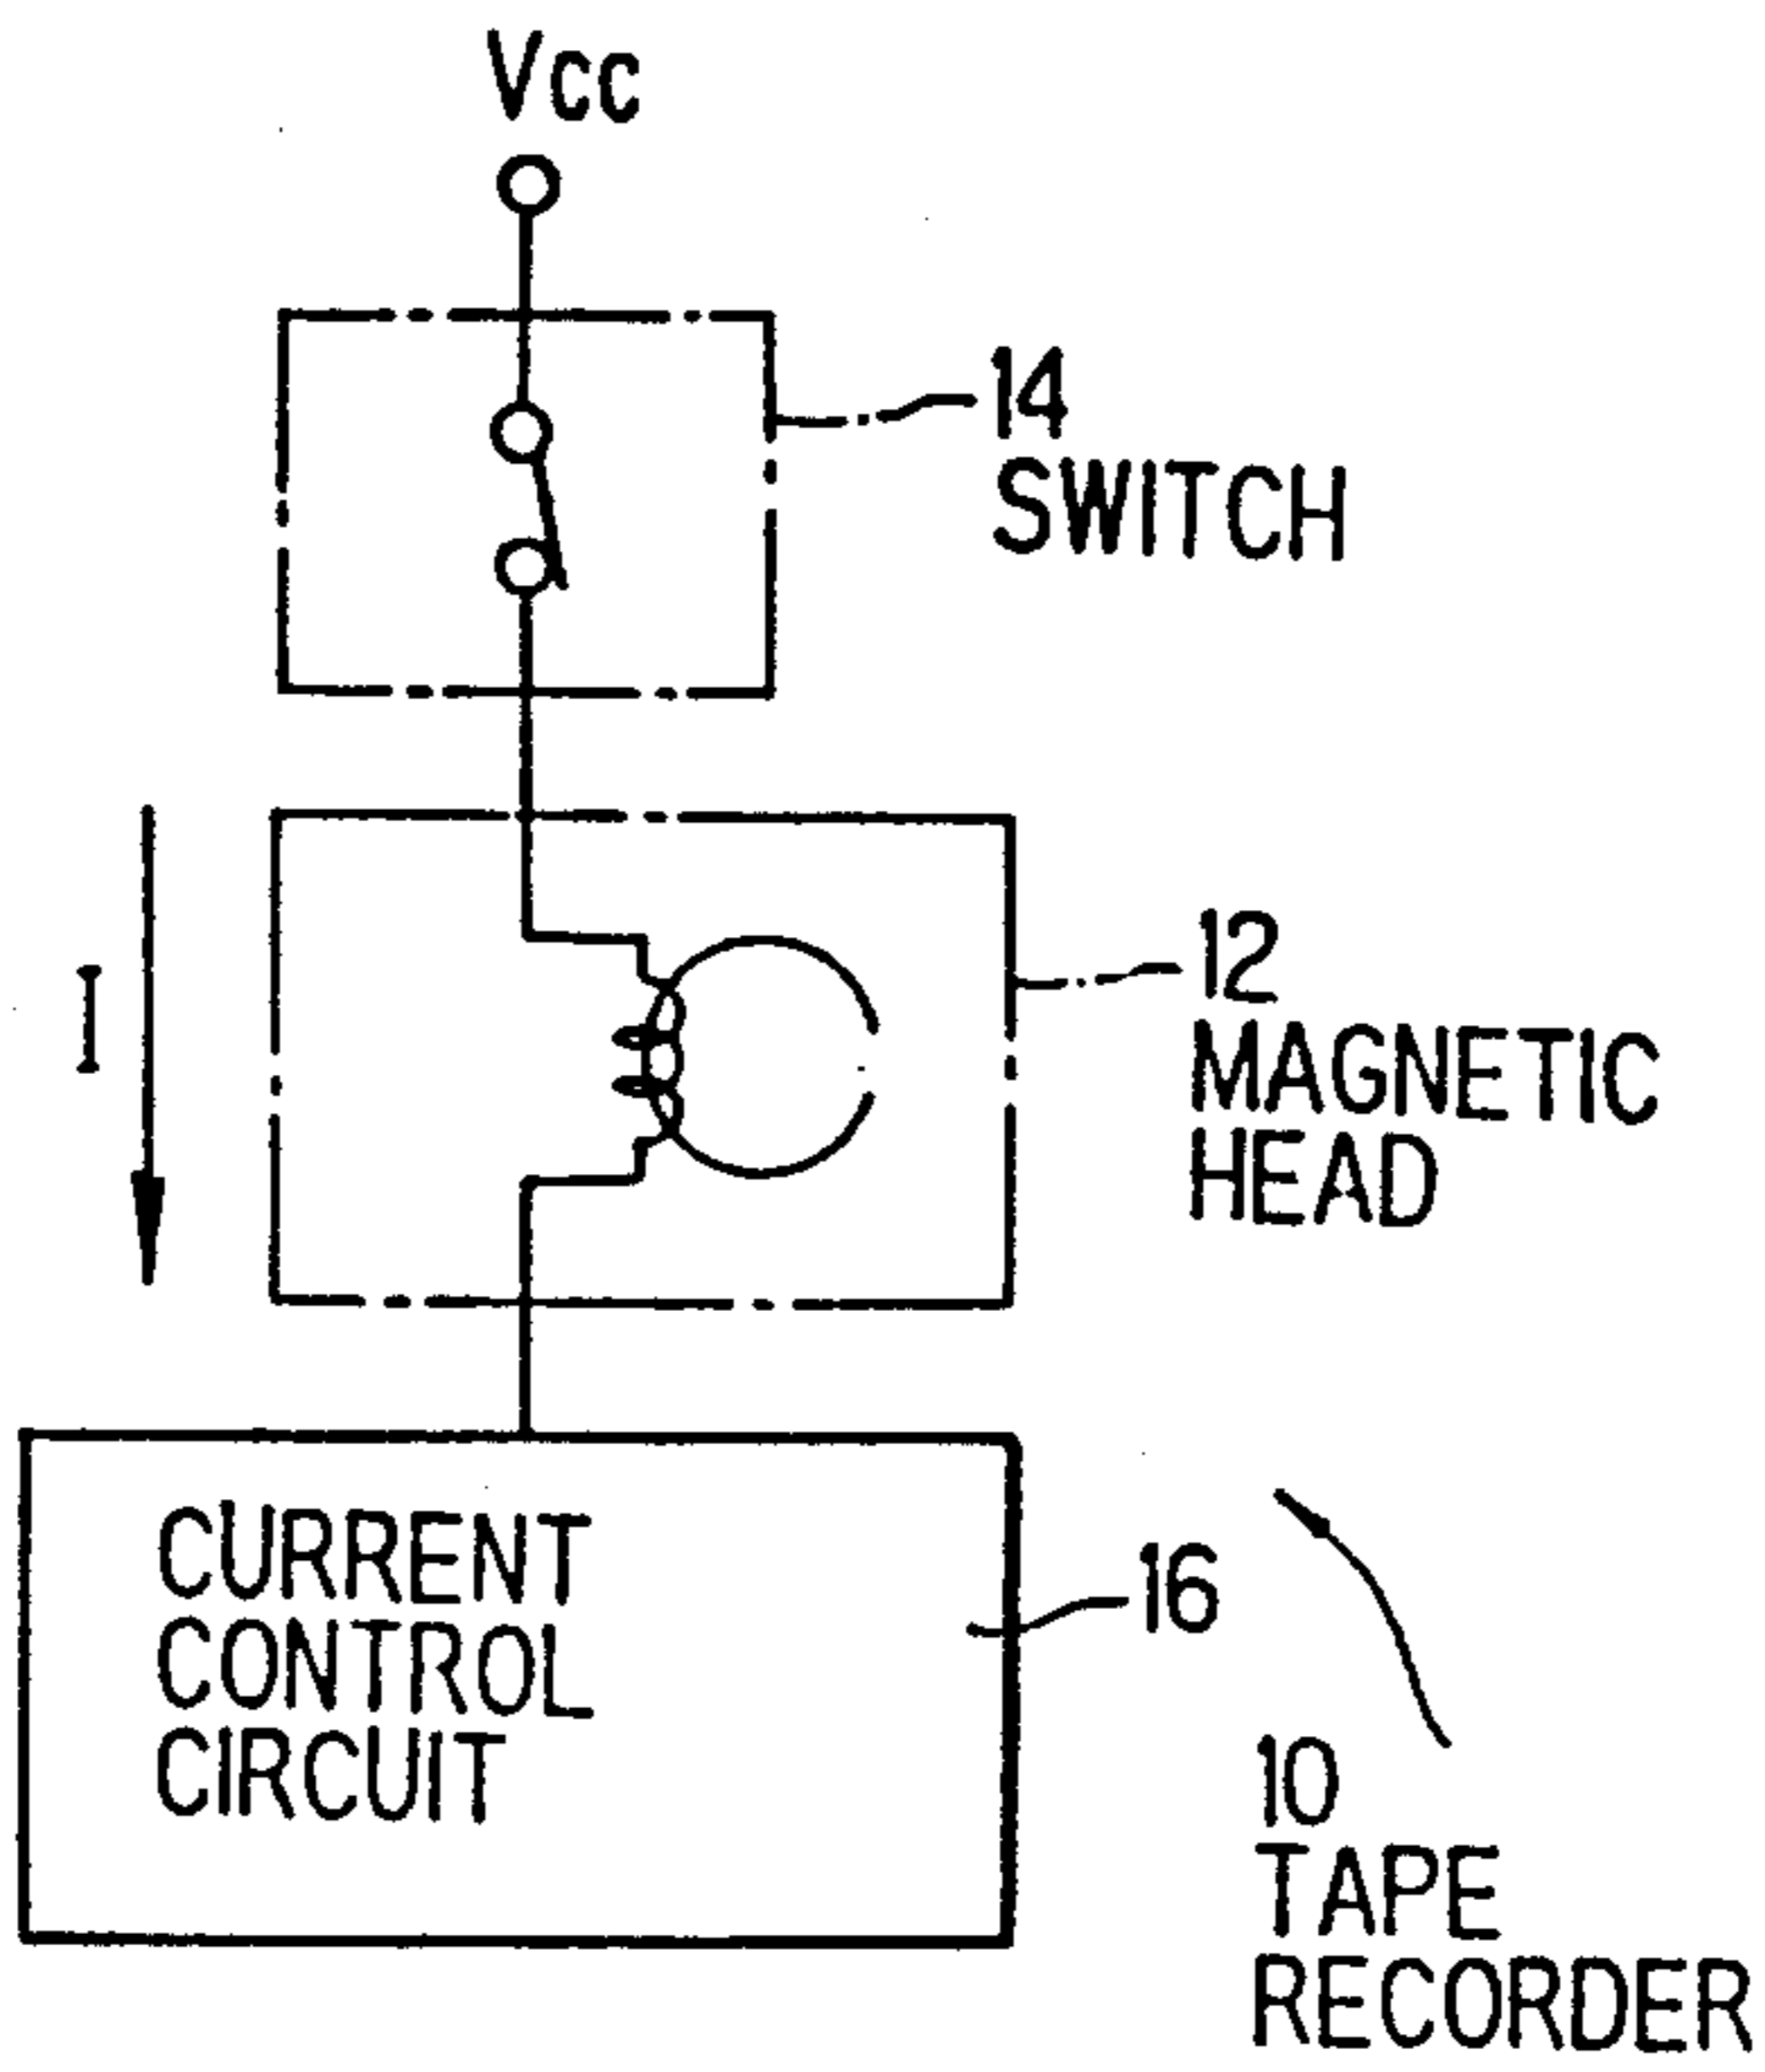 Vcc
14
SWITCH
I
12
MAGNETIC
HEAD
CURRENT
CONTROL
CIRCUIT
16
10
TAPE
RECORDER